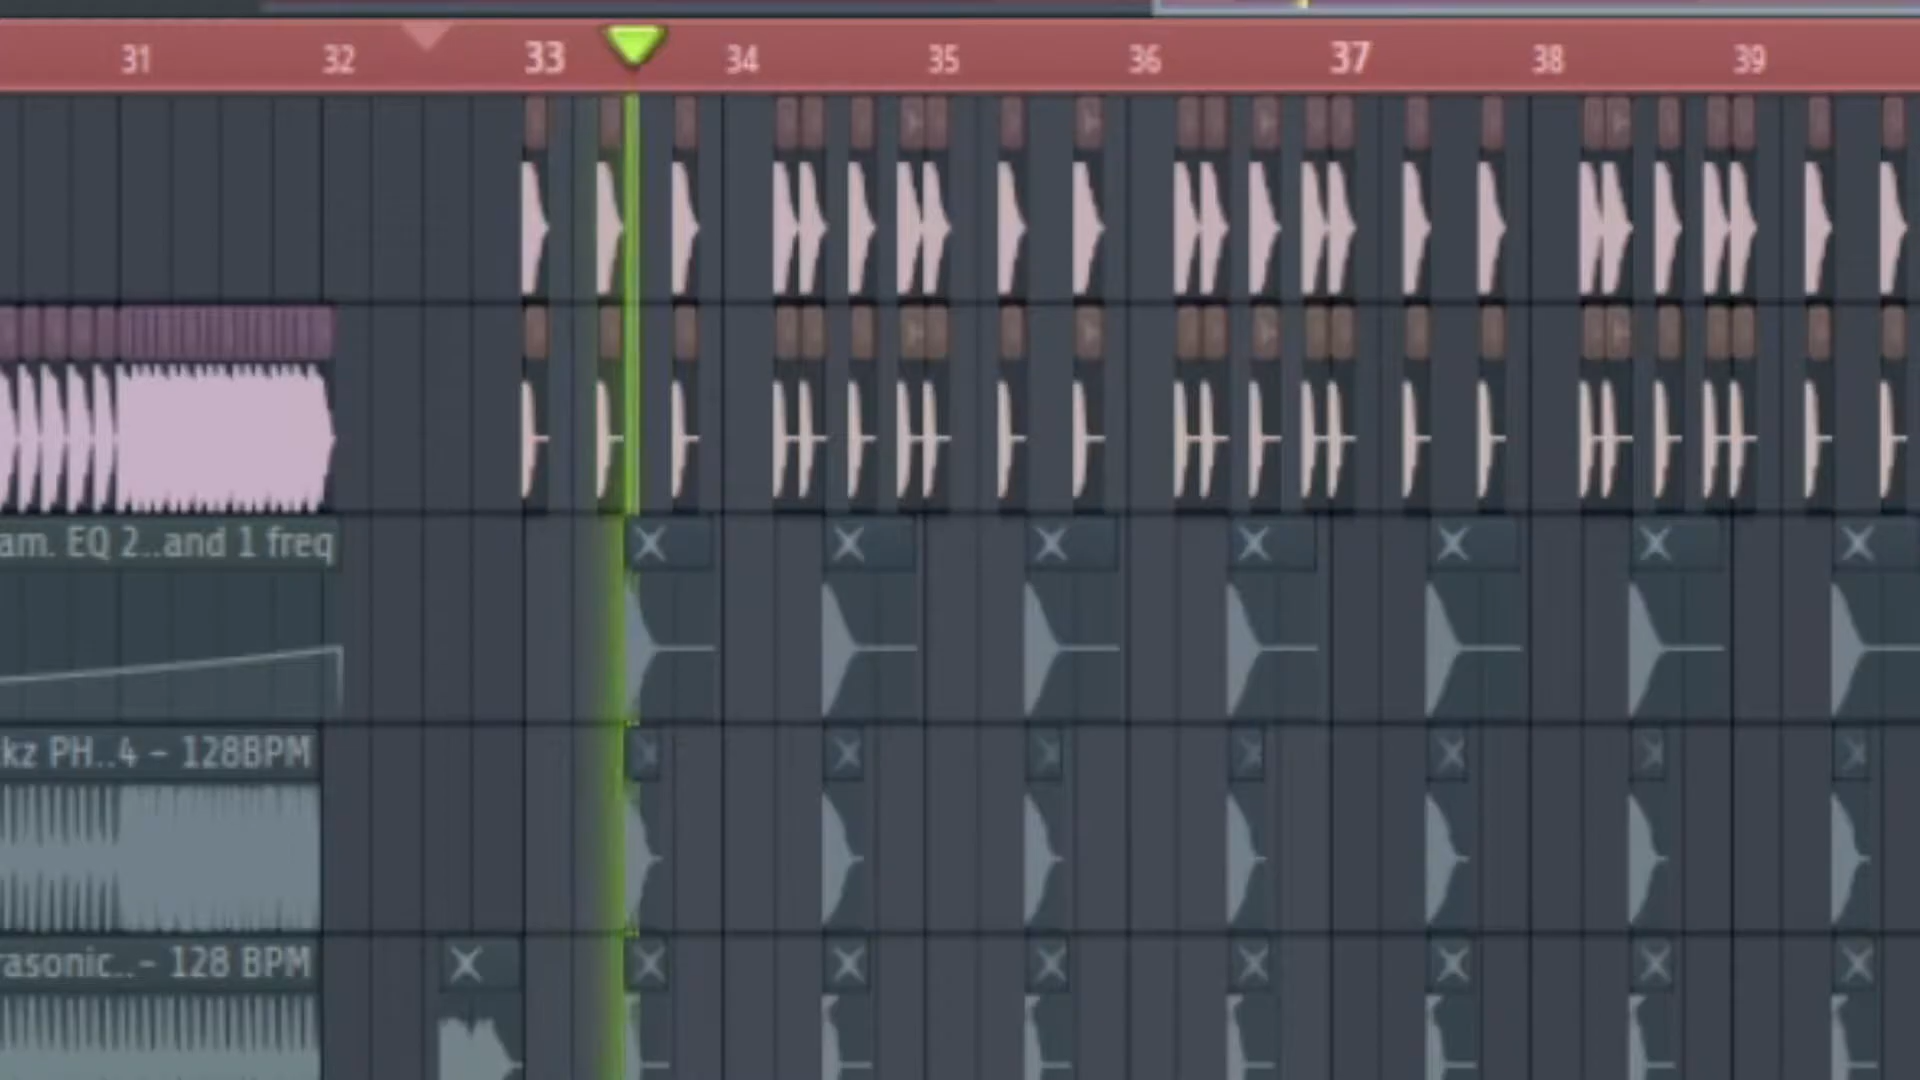 31 32 33 34 35 36 37 38 39
am. EQ 2..and 1 freq
kz PH..4 – 128BPM
rasonic..– 128 BPM